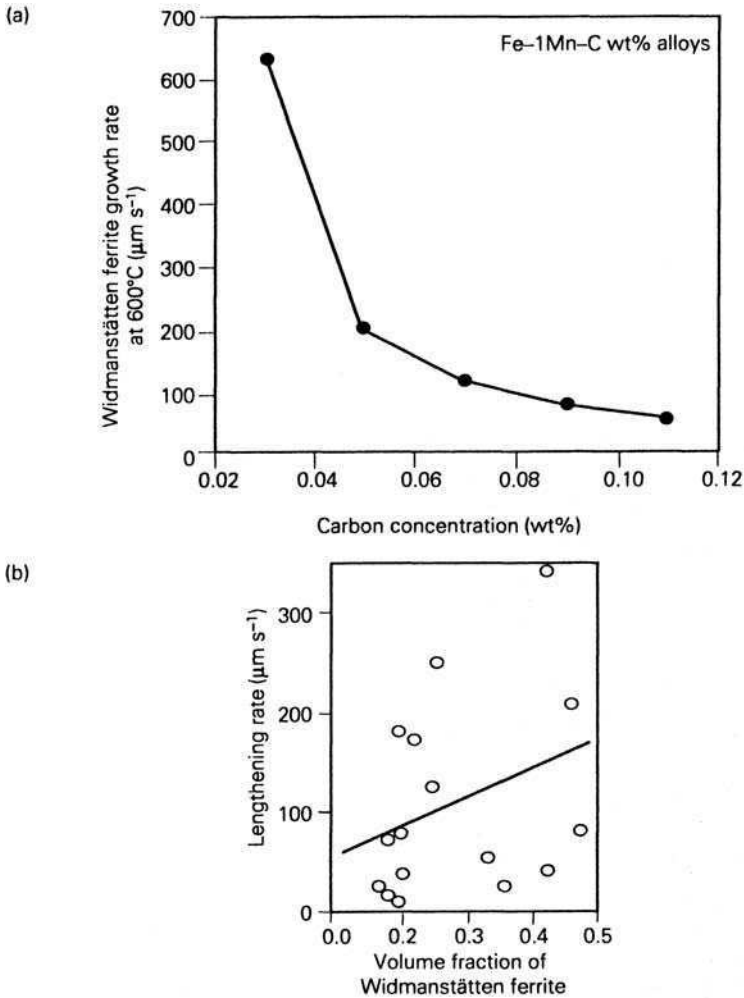 (a)
700
600
500
400
300
200
100
0
Fe–1Mn–C wt% alloys
Widmanstätten ferrite growth rate
at 600°C (μm s⁻¹)
0.02
0.04
0.06
0.08
0.10
0.12
Carbon concentration (wt%)
(b)
300
200
100
0
Lengthening rate (μm s⁻¹)
0.0
0.2
0.3
0.4
0.5
Volume fraction of
Widmanstätten ferrite